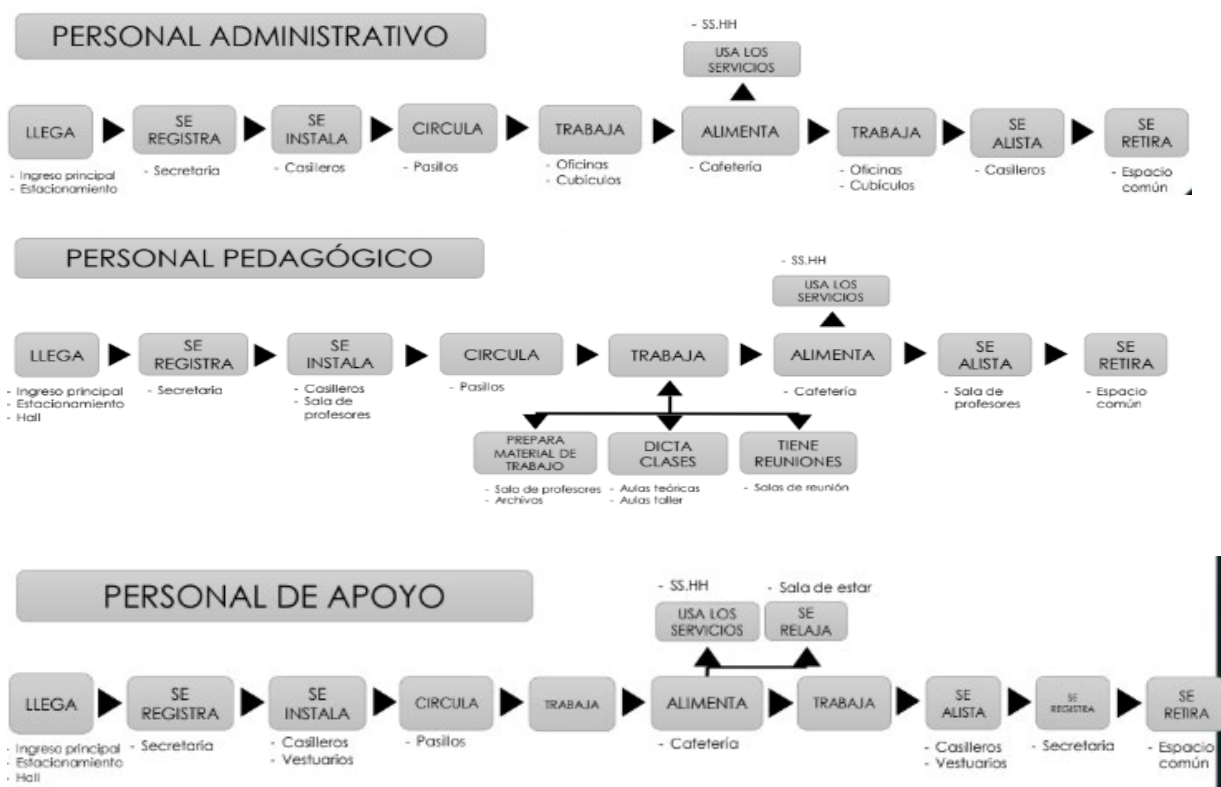 PERSONAL ADMINISTRATIVO
- SS.HH
USA LOS
SERVICIOS
LLEGA
- Ingreso principal
- Estacionamiento
SE
REGISTRA
- Secretaria
SE
INSTALA
- Casilleros
CIRCULA
- Pasillos
TRABAJA
- Oficinas
- Cubículos
ALIMENTA
- Cafetería
TRABAJA
- Oficinas
- Cubículos
SE
ALISTA
- Casilleros
SE
RETIRA
- Espacio
común
PERSONAL PEDAGÓGICO
- SS.HH
USA LOS
SERVICIOS
LLEGA
- Ingreso principal
- Estacionamiento
- Hall
SE
REGISTRA
- Secretaria
SE
INSTALA
- Casilleros
- Sala de
profesores
CIRCULA
- Pasillos
TRABAJA
ALIMENTA
- Cafetería
SE
ALISTA
- Sala de
profesores
SE
RETIRA
- Espacio
común
PREPARA
MATERIAL DE
TRABAJO
- Sala de profesores
- Archivos
DICTA
CLASES
- Aulas teóricas
- Aulas taller
TIENE
REUNIONES
- Salas de reunión
PERSONAL DE APOYO
- SS.HH
USA LOS
SERVICIOS
- Sala de estar
SE
RELAJA
LLEGA
- Ingreso principal
- Estacionamiento
- Hall
SE
REGISTRA
- Secretaria
SE
INSTALA
- Casilleros
- Vestuarios
CIRCULA
- Pasillos
TRABAJA
ALIMENTA
- Cafetería
TRABAJA
SE
ALISTA
- Casilleros
- Vestuarios
SE
REGISTRA
- Secretaria
SE
RETIRA
- Espacio
común